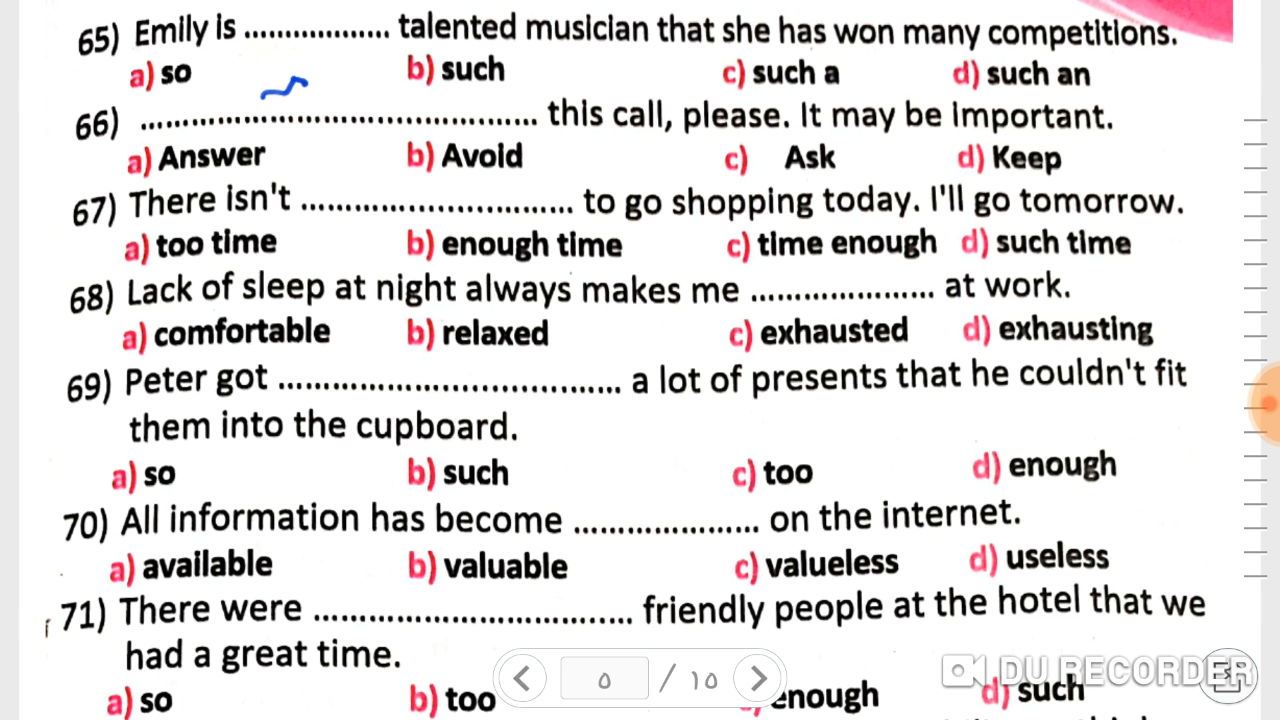 65) Emily is ................. talented musician that she has won many competitions.
a) so b) such c) such a d) such an
66) ............................................. this call, please. It may be important.
a) Answer b) Avoid c) Ask d) Keep
67) There isn't ............................... to go shopping today. I'll go tomorrow.
a) too time b) enough time c) time enough d) such time
68) Lack of sleep at night always makes me ..................... at work.
a) comfortable b) relaxed c) exhausted d) exhausting
69) Peter got ....................................... a lot of presents that he couldn't fit
them into the cupboard.
a) so b) such c) too d) enough
70) All information has become ..................... on the internet.
a) available b) valuable c) valueless d) useless
71) There were .................................... friendly people at the hotel that we
had a great time.
a) so b) too enough d) such
٥ / ١٥
DU RECORDER